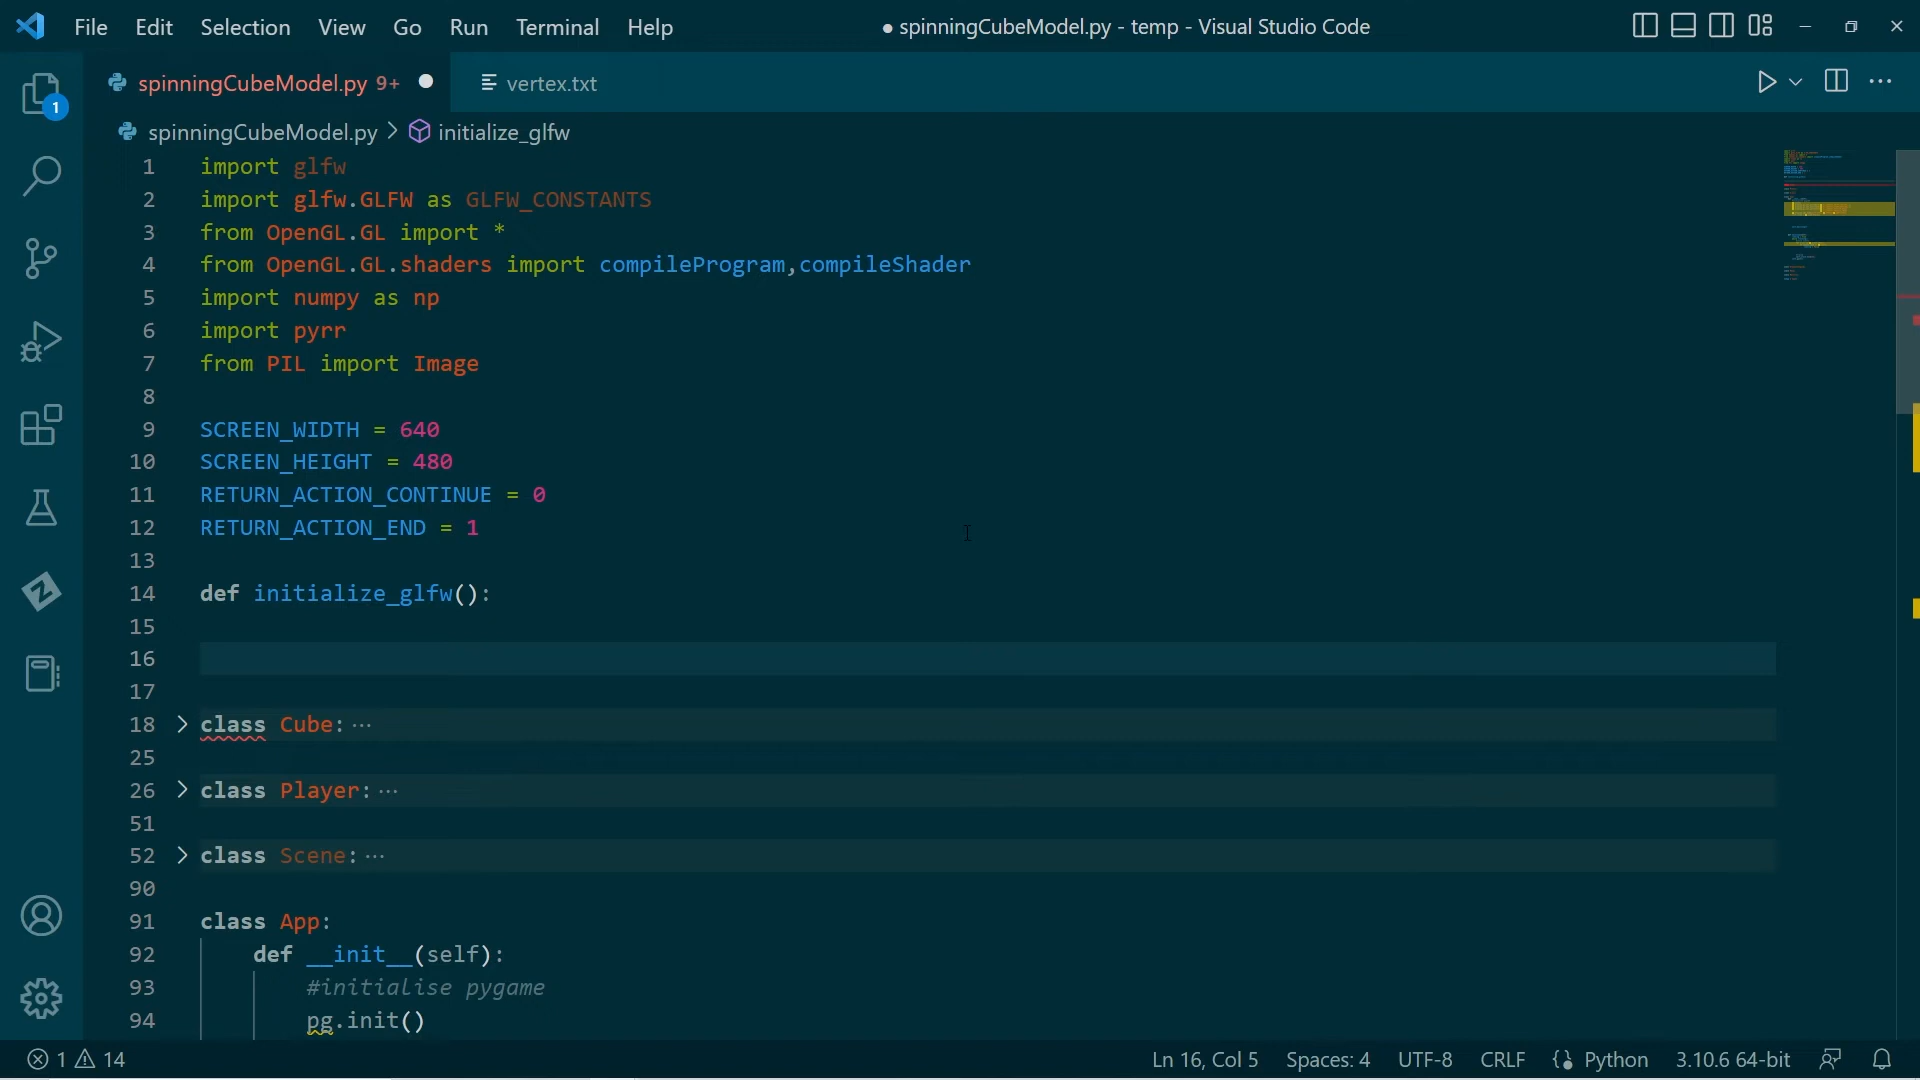 File Edit Selection View Go Run Terminal Help ● spinningCubeModel.py - temp - Visual Studio Code
spinningCubeModel.py 9+ ● vertex.txt
1
spinningCubeModel.py > initialize_glfw
1 import glfw
2 import glfw.GLFW as GLFW_CONSTANTS
3 from OpenGL.GL import *
4 from OpenGL.GL.shaders import compileProgram,compileShader
5 import numpy as np
6 import pyrr
7 from PIL import Image
8
9 SCREEN_WIDTH = 640
10 SCREEN_HEIGHT = 480
11 RETURN_ACTION_CONTINUE = 0
12 RETURN_ACTION_END = 1
13
14 def initialize_glfw():
15
16
17
18 > class Cube: ...
25
26 > class Player: ...
51
52 > class Scene: ...
90
91 class App:
92     def __init__(self):
93         #initialise pygame
94         pg.init()
1 14 Ln 16, Col 5 Spaces: 4 UTF-8 CRLF {} Python 3.10.6 64-bit